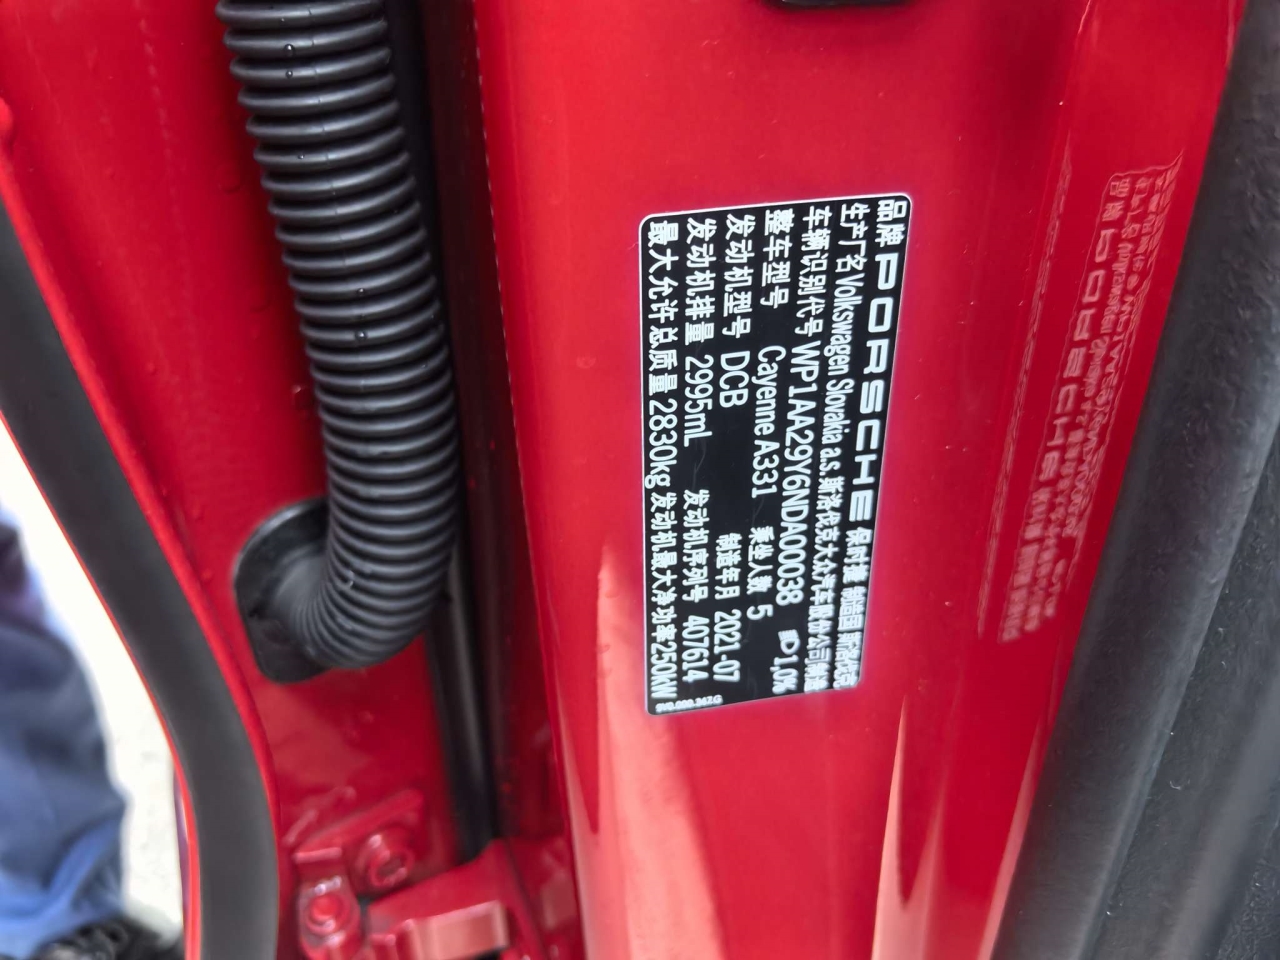 品牌 PORSCHE 保时捷 制造国 斯洛伐克
生产厂名 Volkswagen Slovakia a.s.斯洛伐克大众汽车股份公司制造
车辆识别代号 WP1AA29Y6NDA00038 1.0%
整车型号 Cayenne A331 乘坐人数 5
发动机型号 DCB 制造年月 2021-07
发动机排量 2995mL 发动机序列号 407614
最大允许总质量 2830kg 发动机最大净功率250kW